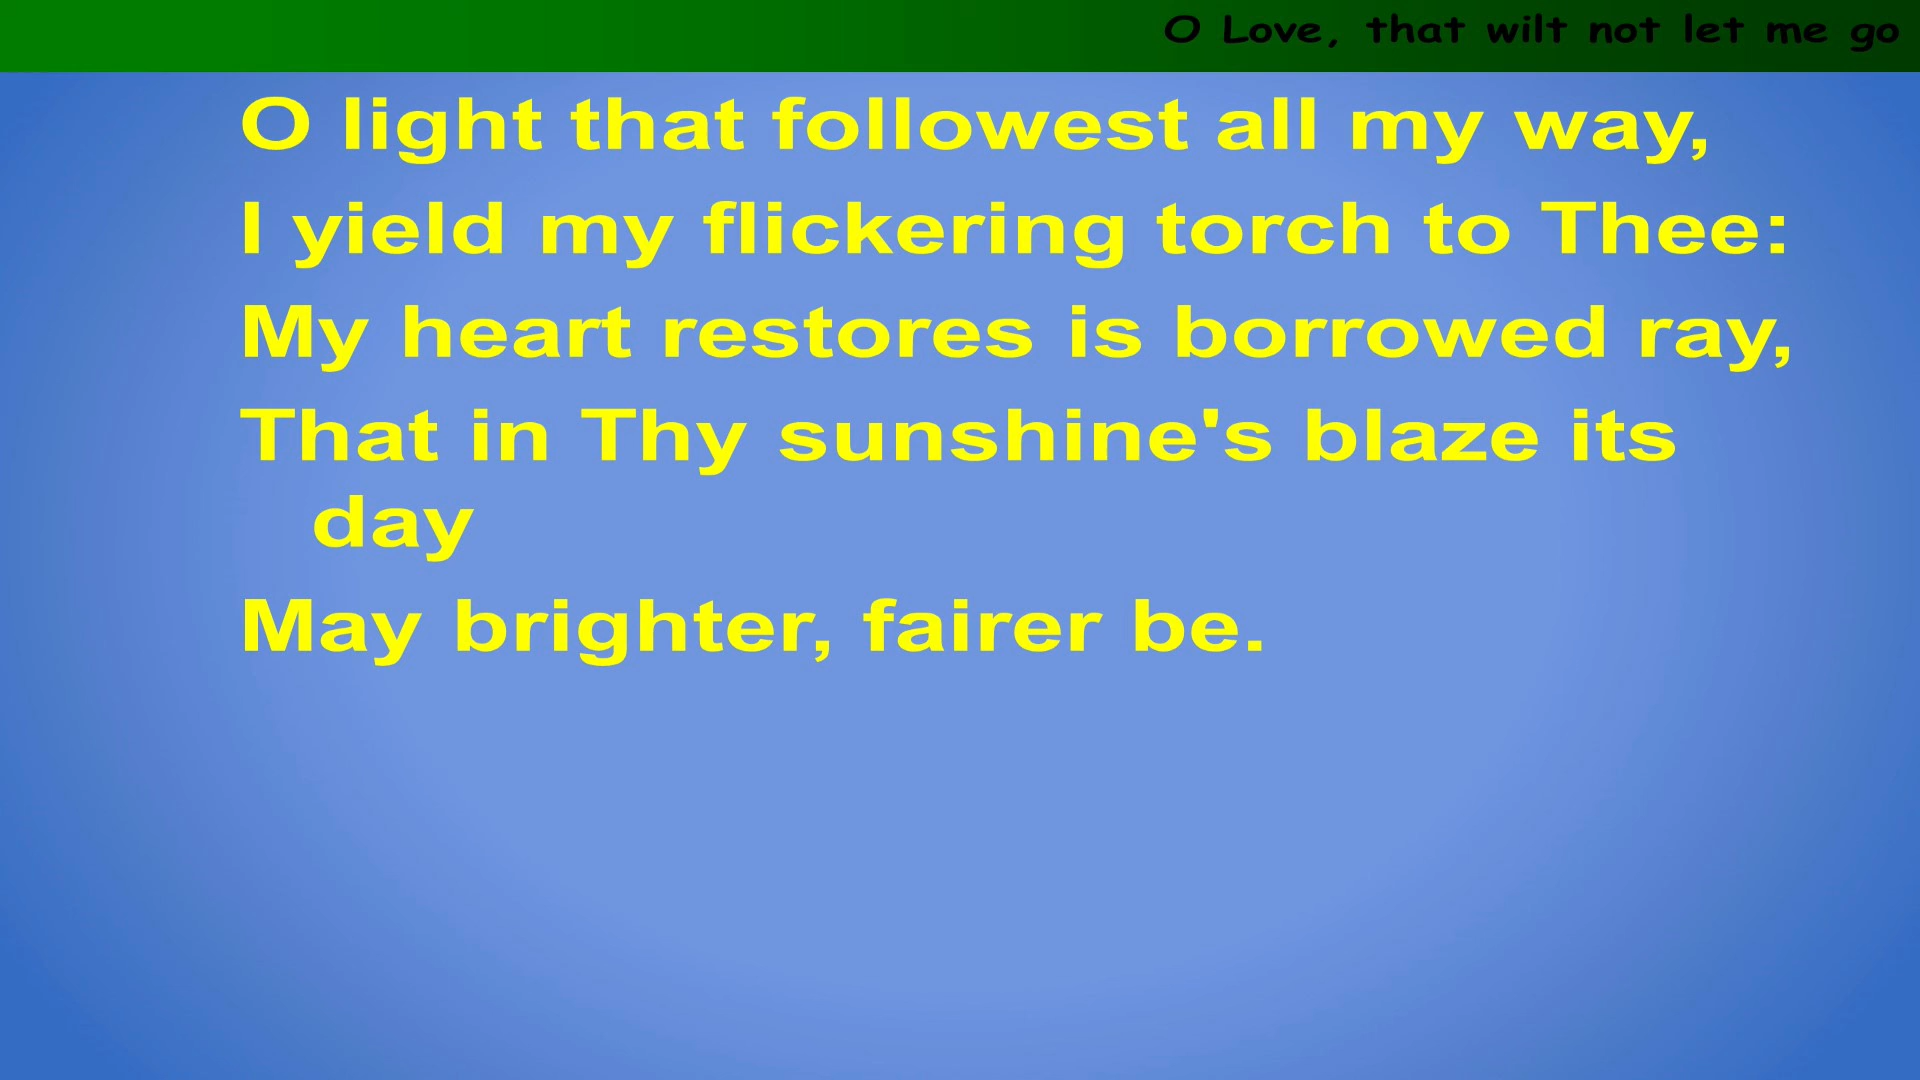 O Love, that wilt not let me go
O light that followest all my way,
I yield my flickering torch to Thee:
My heart restores is borrowed ray,
That in Thy sunshine's blaze its
day
May brighter, fairer be.